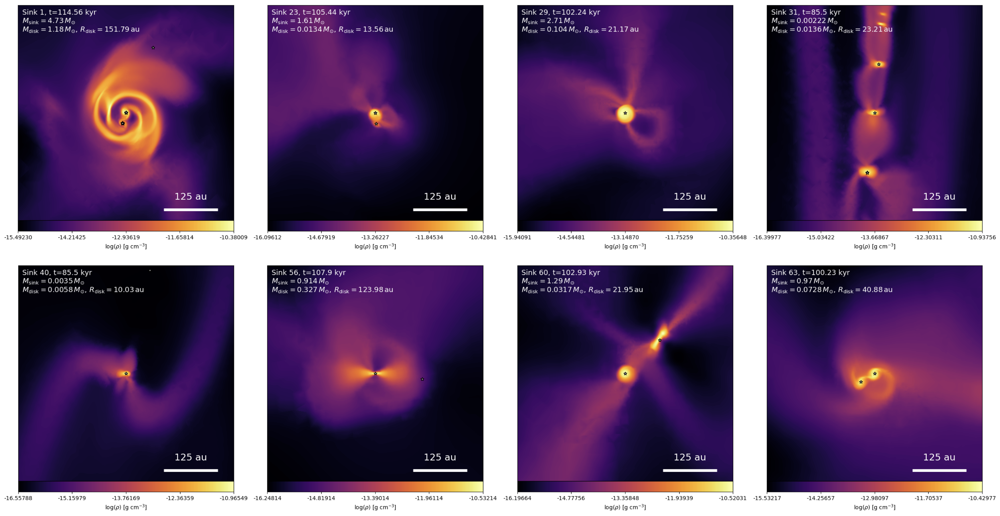 Sink 1, t=114.56 kyr
M_sink = 4.73 M_⊙
M_disk = 1.18 M_⊙, R_disk = 151.79 au
125 au
-15.49230 -14.21425 -12.93619 -11.65814 -10.38009
log(ρ) [g cm⁻³]
Sink 23, t=105.44 kyr
M_sink = 1.61 M_⊙
M_disk = 0.0134 M_⊙, R_disk = 13.56 au
125 au
-16.09612 -14.67919 -13.26227 -11.84534 -10.42841
log(ρ) [g cm⁻³]
Sink 29, t=102.24 kyr
M_sink = 2.71 M_⊙
M_disk = 0.104 M_⊙, R_disk = 21.17 au
125 au
-15.94091 -14.54481 -13.14870 -11.75259 -10.35648
log(ρ) [g cm⁻³]
Sink 31, t=85.5 kyr
M_sink = 0.00222 M_⊙
M_disk = 0.0136 M_⊙, R_disk = 23.21 au
125 au
-16.39977 -15.03422 -13.66867 -12.30311 -10.93756
log(ρ) [g cm⁻³]
Sink 40, t=85.5 kyr
M_sink = 0.0035 M_⊙
M_disk = 0.0058 M_⊙, R_disk = 10.03 au
125 au
-16.55788 -15.15979 -13.76169 -12.36359 -10.96549
log(ρ) [g cm⁻³]
Sink 56, t=107.9 kyr
M_sink = 0.914 M_⊙
M_disk = 0.327 M_⊙, R_disk = 123.98 au
125 au
-16.24814 -14.81914 -13.39014 -11.96114 -10.53214
log(ρ) [g cm⁻³]
Sink 60, t=102.93 kyr
M_sink = 1.29 M_⊙
M_disk = 0.0317 M_⊙, R_disk = 21.95 au
125 au
-16.19664 -14.77756 -13.35848 -11.93939 -10.52031
log(ρ) [g cm⁻³]
Sink 63, t=100.23 kyr
M_sink = 0.97 M_⊙
M_disk = 0.0728 M_⊙, R_disk = 40.88 au
125 au
-15.53217 -14.25657 -12.98097 -11.70537 -10.42977
log(ρ) [g cm⁻³]